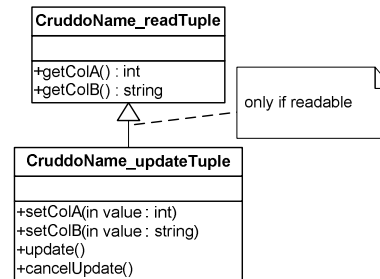 CruddoName_readTuple
+getColA() : int
+getColB() : string
only if readable
CruddoName_updateTuple
+setColA(in value : int)
+setColB(in value : string)
+update()
+cancelUpdate()